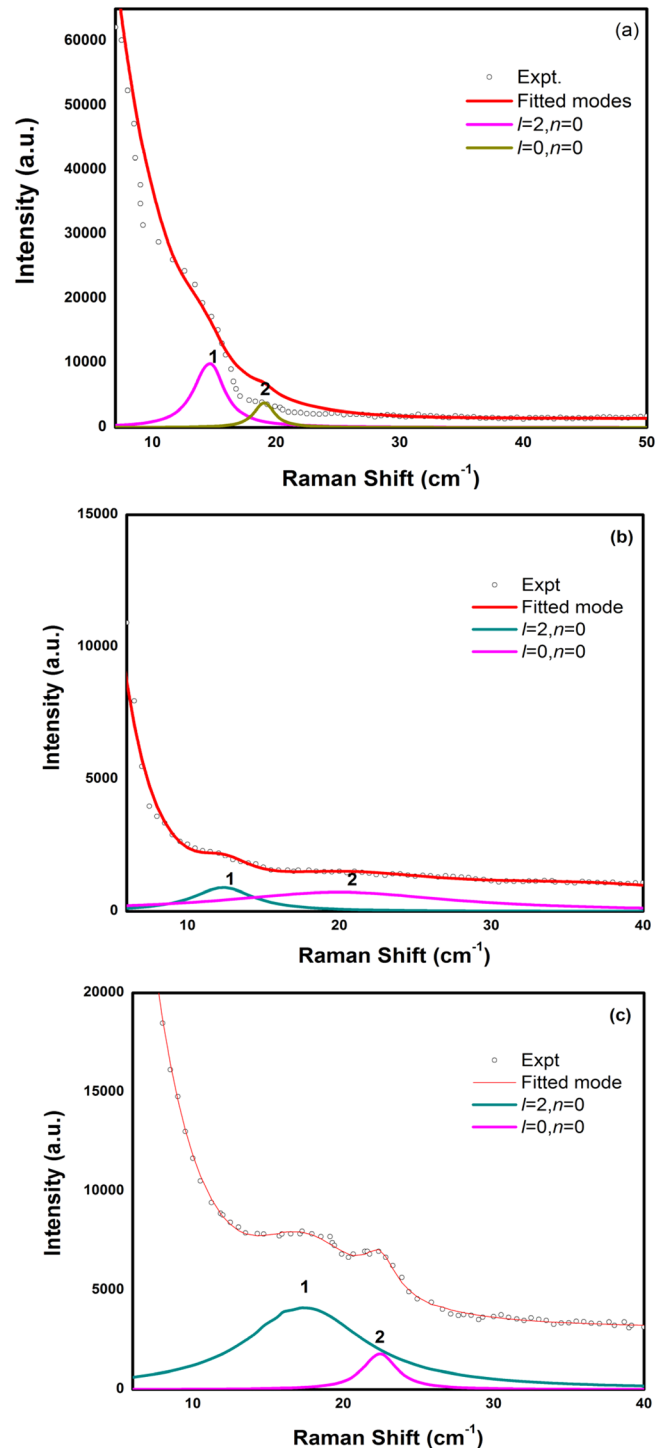 (a)
60000
50000
40000
30000
20000
10000
0
Intensity (a.u.)
Expt.
Fitted modes
l=2,n=0
l=0,n=0
1
2
10 20 30 40 50
Raman Shift (cm⁻¹)
(b)
15000
10000
5000
0
Intensity (a.u.)
Expt
Fitted mode
l=2,n=0
l=0,n=0
1
2
10 20 30 40
Raman Shift (cm⁻¹)
(c)
20000
15000
10000
5000
0
Intensity (a.u.)
Expt
Fitted mode
l=2,n=0
l=0,n=0
1
2
10 20 30 40
Raman Shift (cm⁻¹)